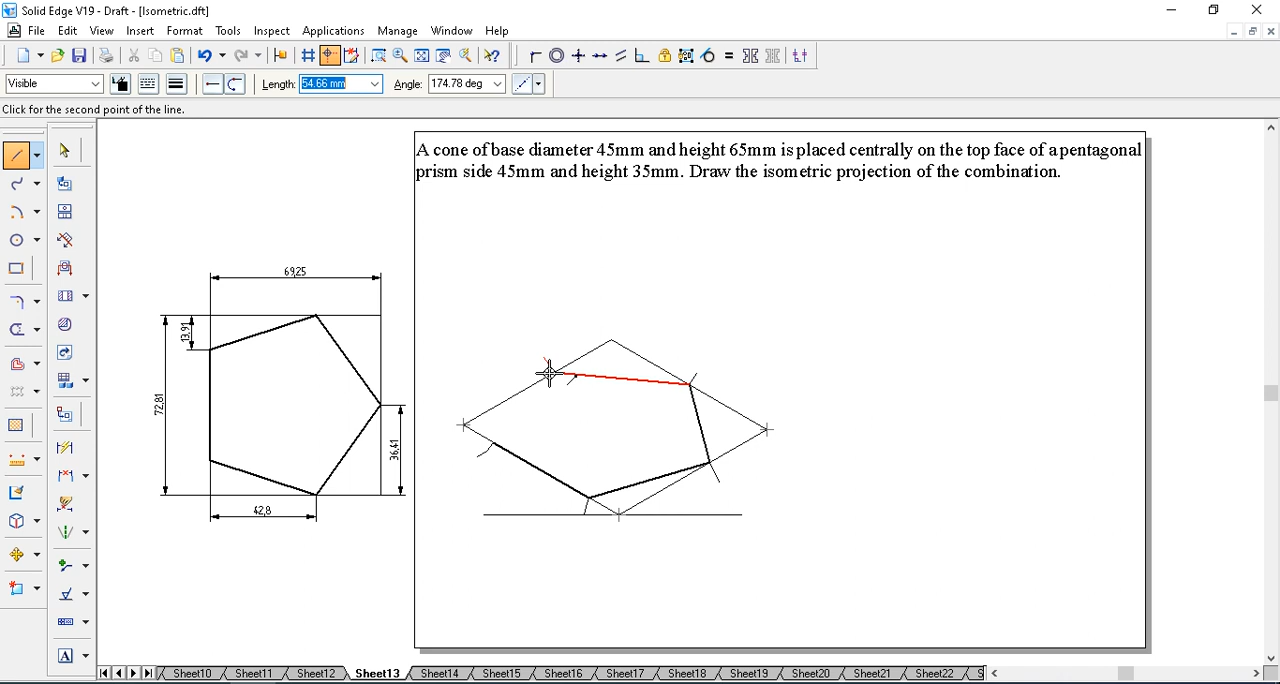 Solid Edge V19 - Draft - [Isometric.dft]
File Edit View Insert Format Tools Inspect Applications Manage Window Help
Visible Length: 54.66 mm Angle: 174.78 deg
Click for the second point of the line.
A cone of base diameter 45mm and height 65mm is placed centrally on the top face of a pentagonal
prism side 45mm and height 35mm. Draw the isometric projection of the combination.
69,25
13,91
72,81
36,41
42,8
A
Sheet10 Sheet11 Sheet12 Sheet13 Sheet14 Sheet15 Sheet16 Sheet17 Sheet18 Sheet19 Sheet20 Sheet21 Sheet22 S